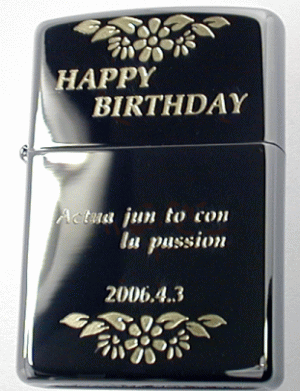 HAPPY
BIRTHDAY
Actua jun to con
la passion
2006.4.3